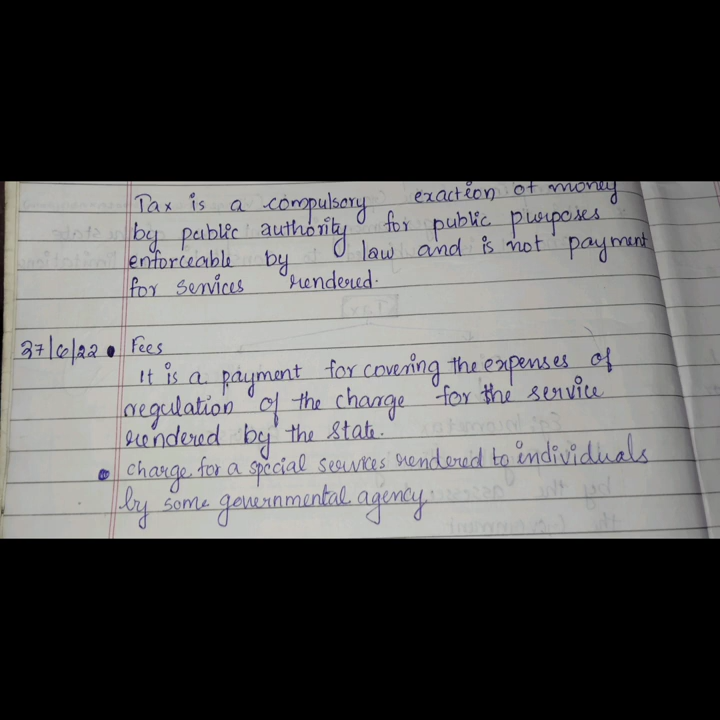 Tax is a compulsory exaction of money
by public authority for public purposes
enforceable by law and is not payment
for services rendered.
37/6/22 • Fees
It is a payment for covering the expenses of
regulation of the charge for the service
rendered by the state.
• charge for a special services rendered to individuals
by some governmental agency